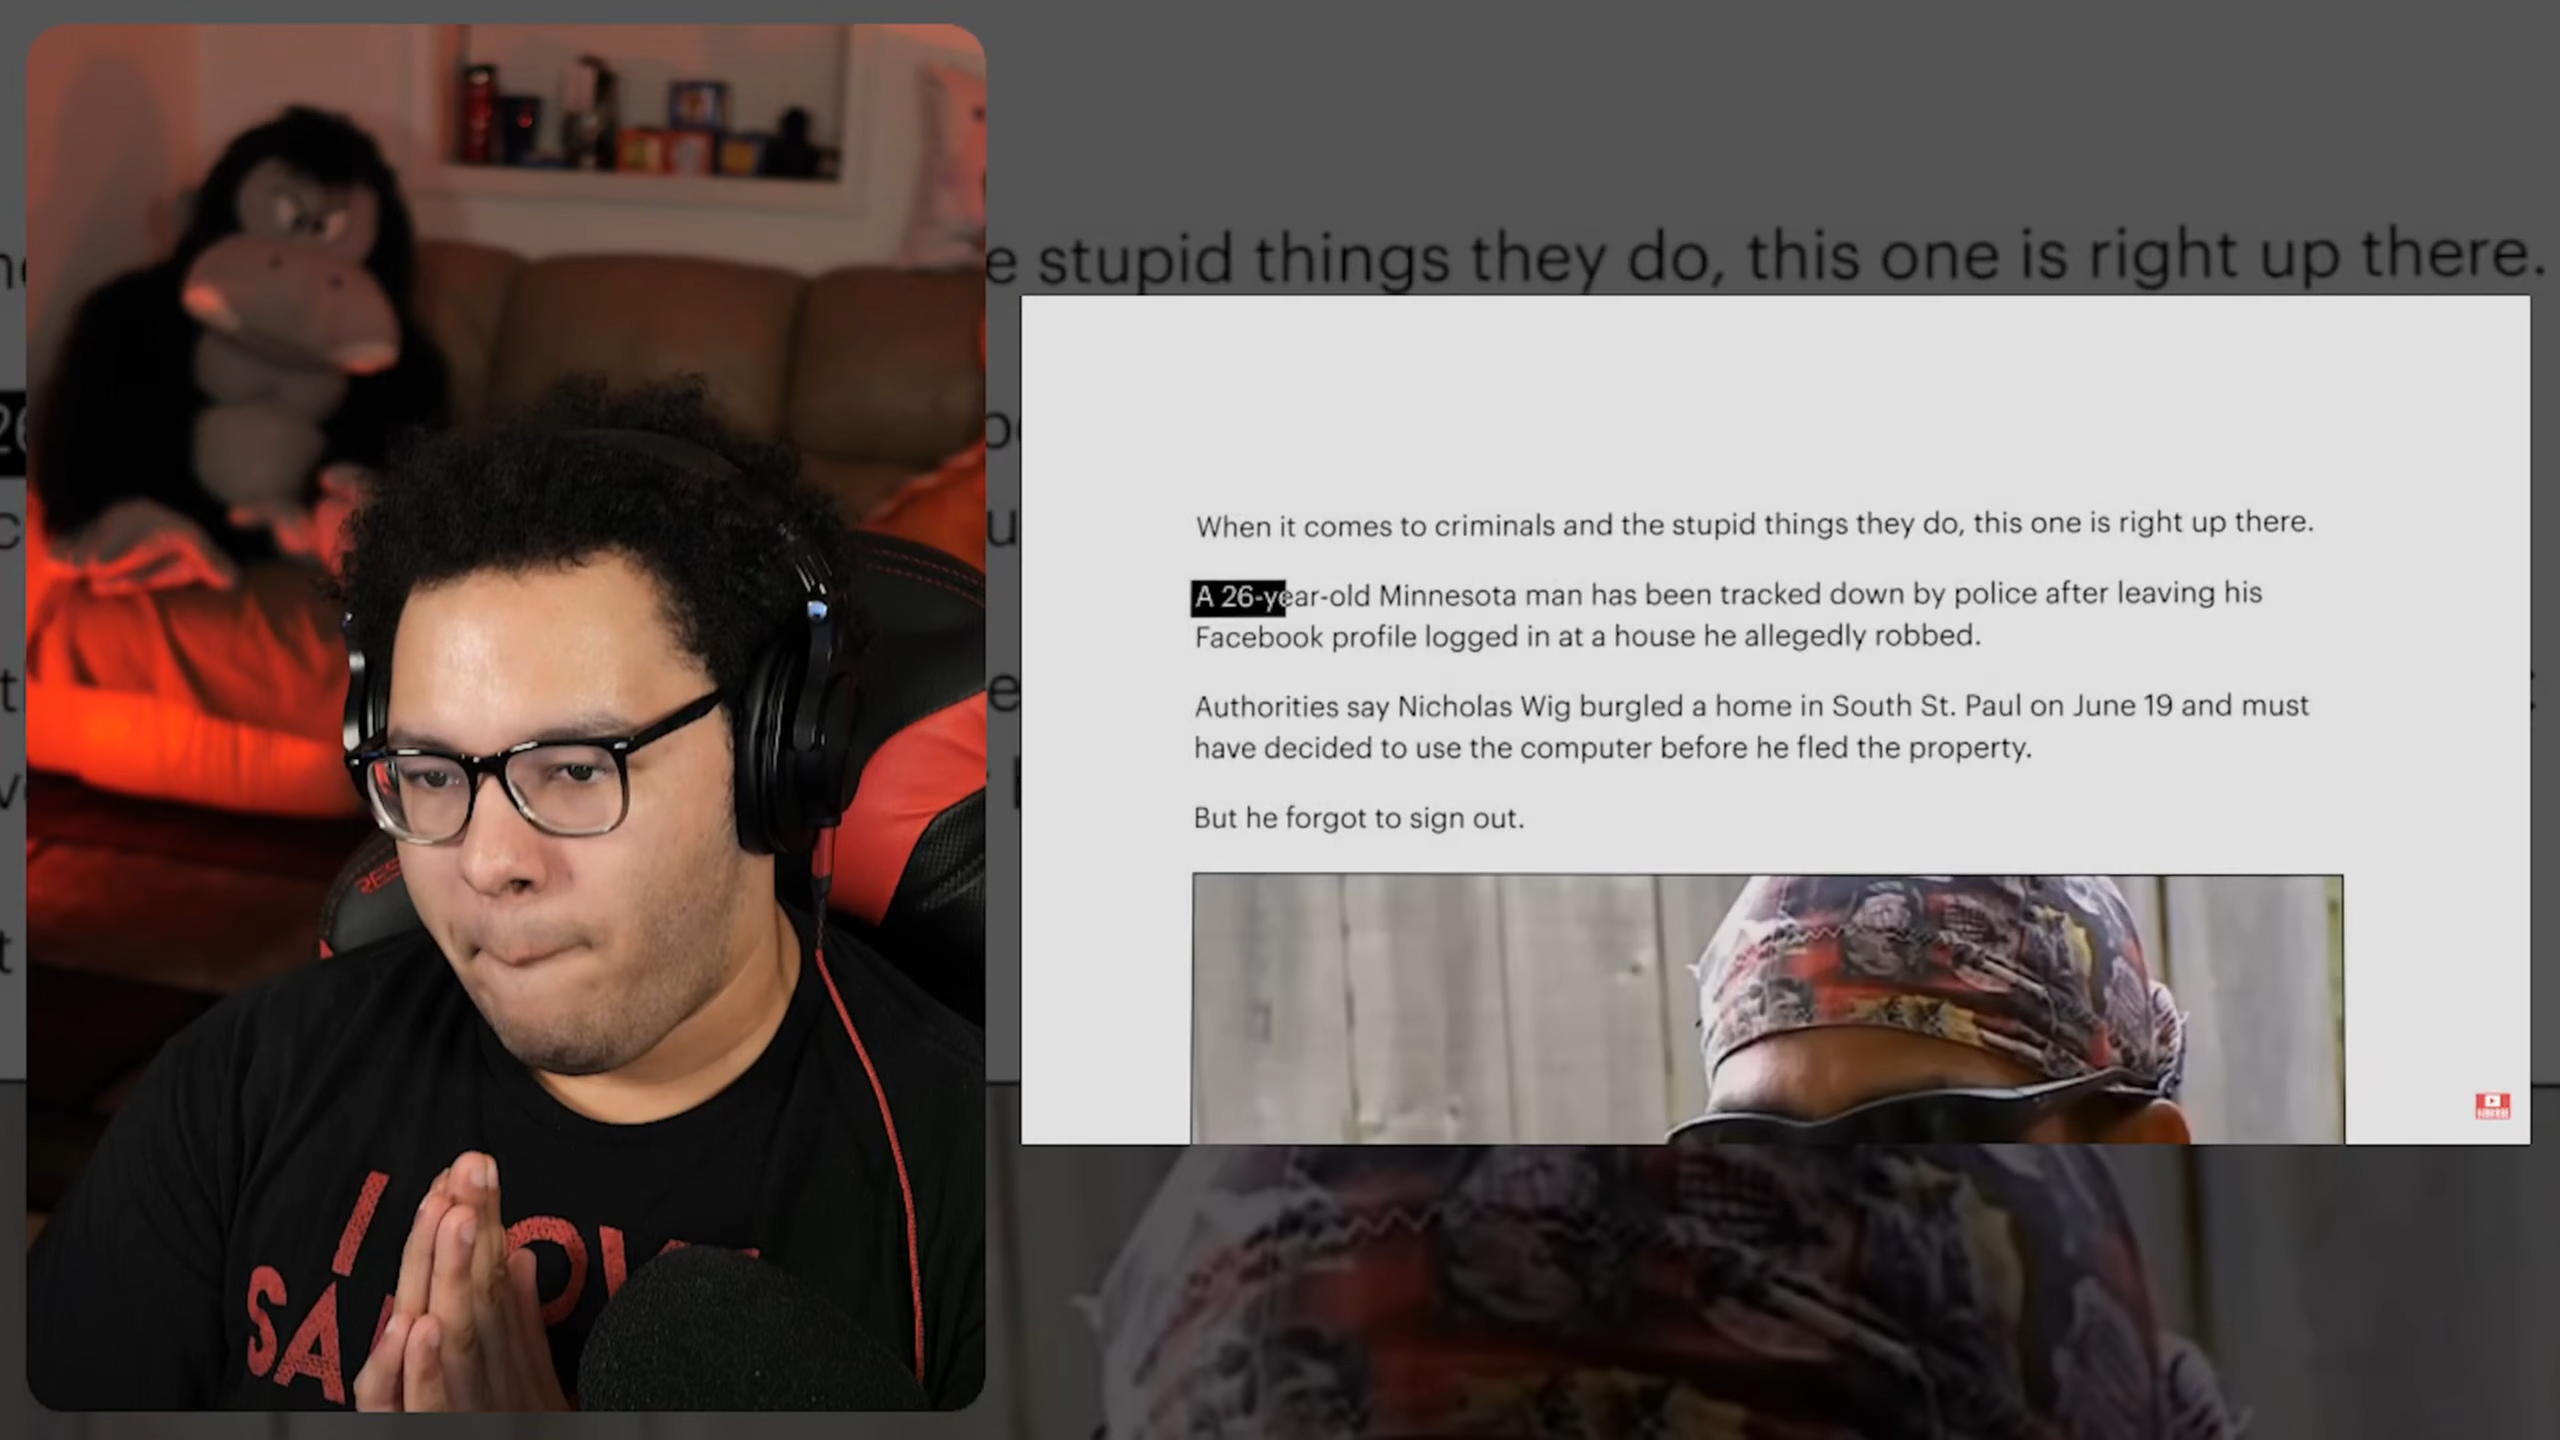 e stupid things they do, this one is right up there.
When it comes to criminals and the stupid things they do, this one is right up there.
A 26-year-old Minnesota man has been tracked down by police after leaving his
Facebook profile logged in at a house he allegedly robbed.
Authorities say Nicholas Wig burgled a home in South St. Paul on June 19 and must
have decided to use the computer before he fled the property.
But he forgot to sign out.
26
RES
I
SA